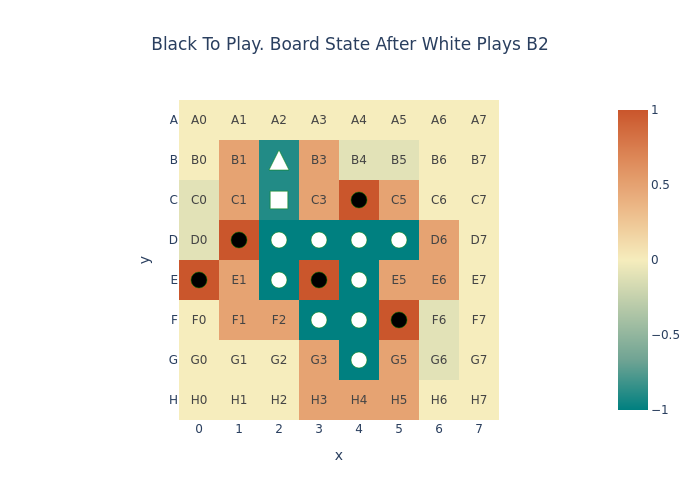 Black To Play. Board State After White Plays B2
A A0 A1 A2 A3 A4 A5 A6 A7
B B0 B1 B3 B4 B5 B6 B7
C C0 C1 C3 C5 C6 C7
D D0 D6 D7
E E1 E5 E6 E7
F F0 F1 F2 F6 F7
G G0 G1 G2 G3 G5 G6 G7
H H0 H1 H2 H3 H4 H5 H6 H7
0 1 2 3 4 5 6 7
x
y
1
0.5
0
−0.5
−1